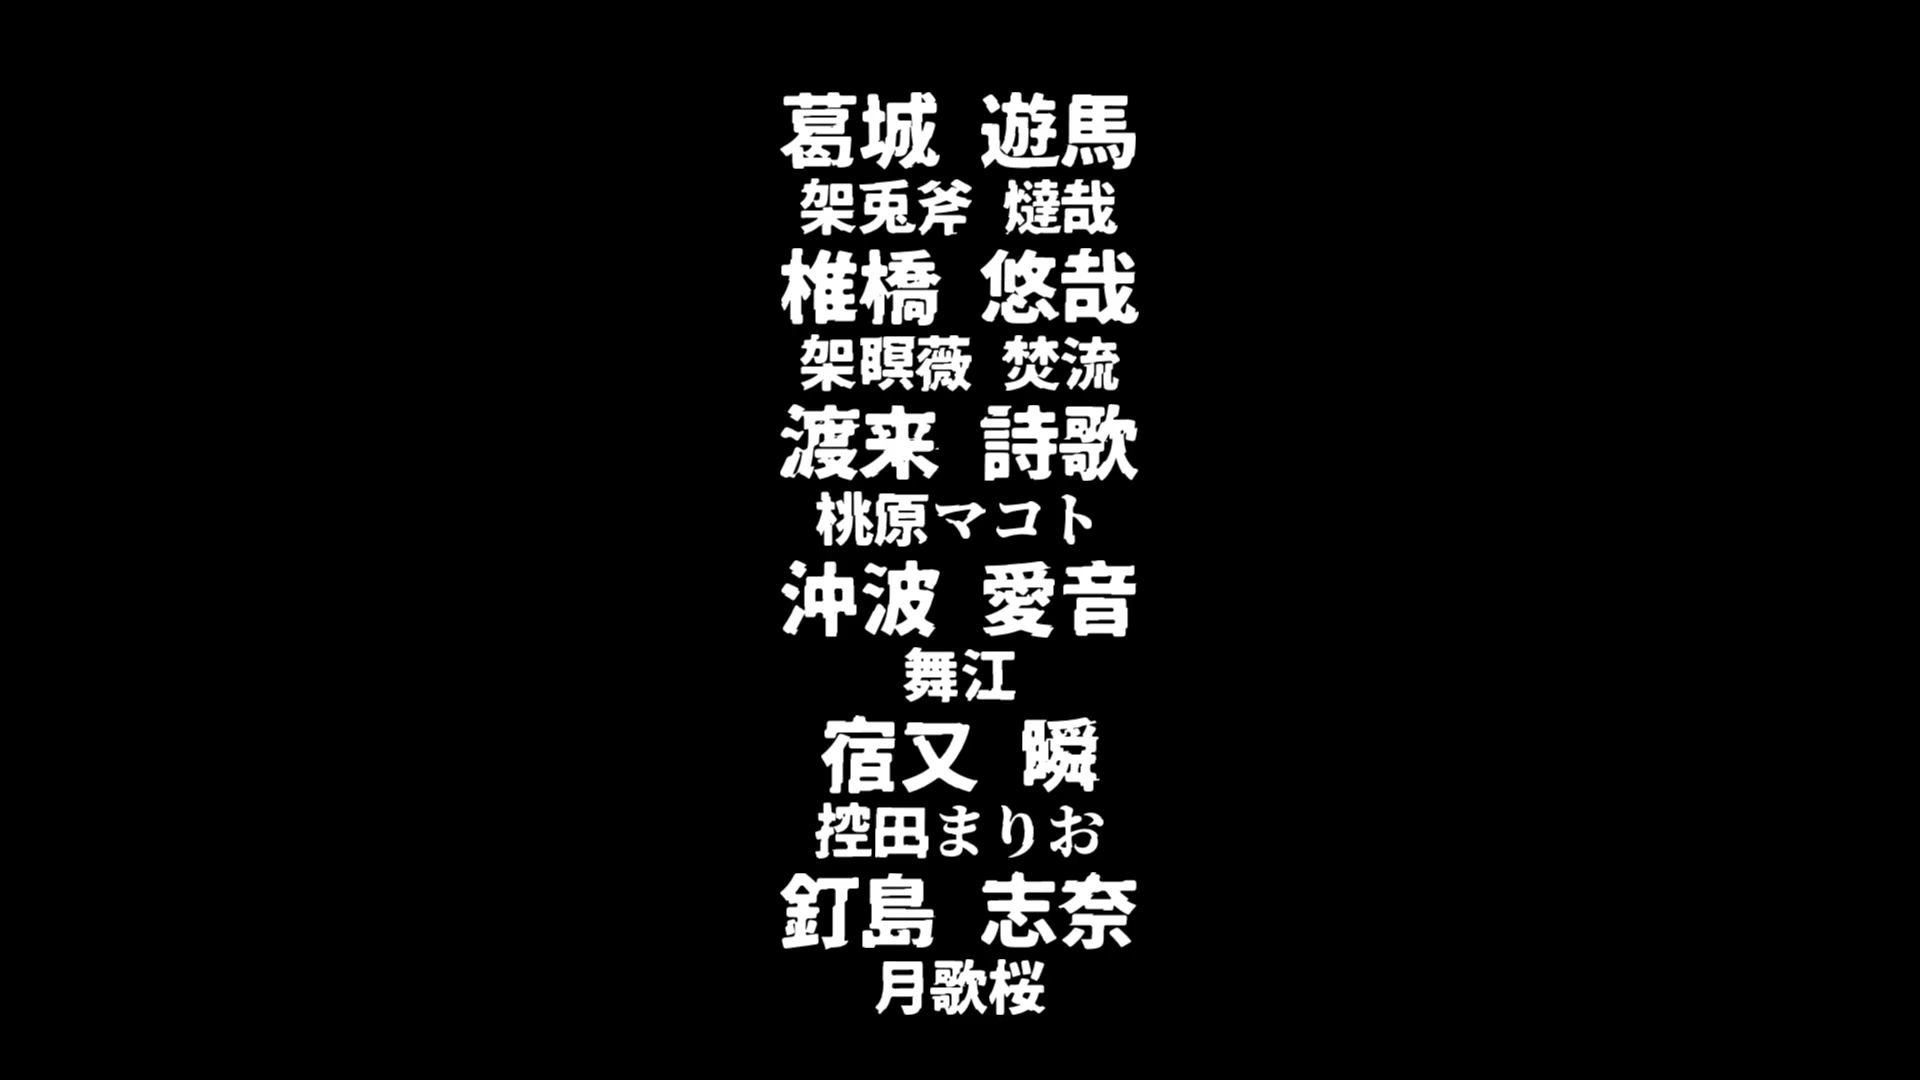 葛城 遊馬
架兎斧 燵哉
椎橋 悠哉
架瞑薇 焚流
渡来 詩歌
桃原マコト
沖波 愛音
舞江
宿又 瞬
控田まりお
釘島 志奈
月歌桜